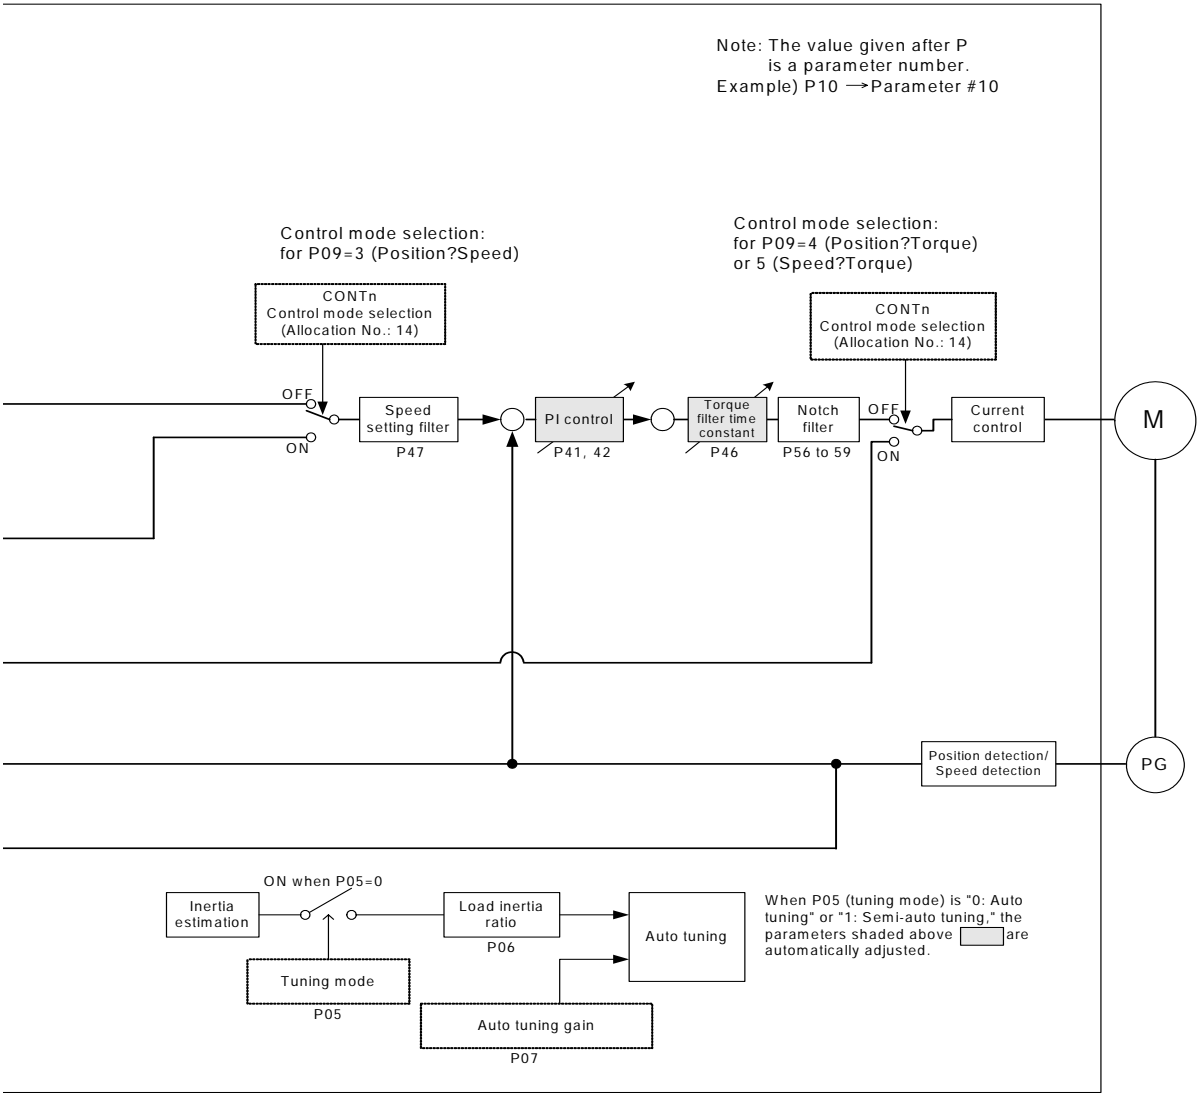 Note: The value given after P
is a parameter number.
Example) P10 →Parameter #10
Control mode selection:
for P09=3 (Position?Speed)
Control mode selection:
for P09=4 (Position?Torque)
or 5 (Speed?Torque)
CONTn
Control mode selection
(Allocation No.: 14)
CONTn
Control mode selection
(Allocation No.: 14)
OFF
ON
Speed
setting filter
P47
PI control
P41, 42
Torque
filter time
constant
P46
Notch
filter
P56 to 59
OFF
ON
Current
control
M
Position detection/
Speed detection
PG
ON when P05=0
Inertia
estimation
Load inertia
ratio
P06
Auto tuning
Tuning mode
P05
Auto tuning gain
P07
When P05 (tuning mode) is "0: Auto
tuning" or "1: Semi-auto tuning," the
parameters shaded above are
automatically adjusted.